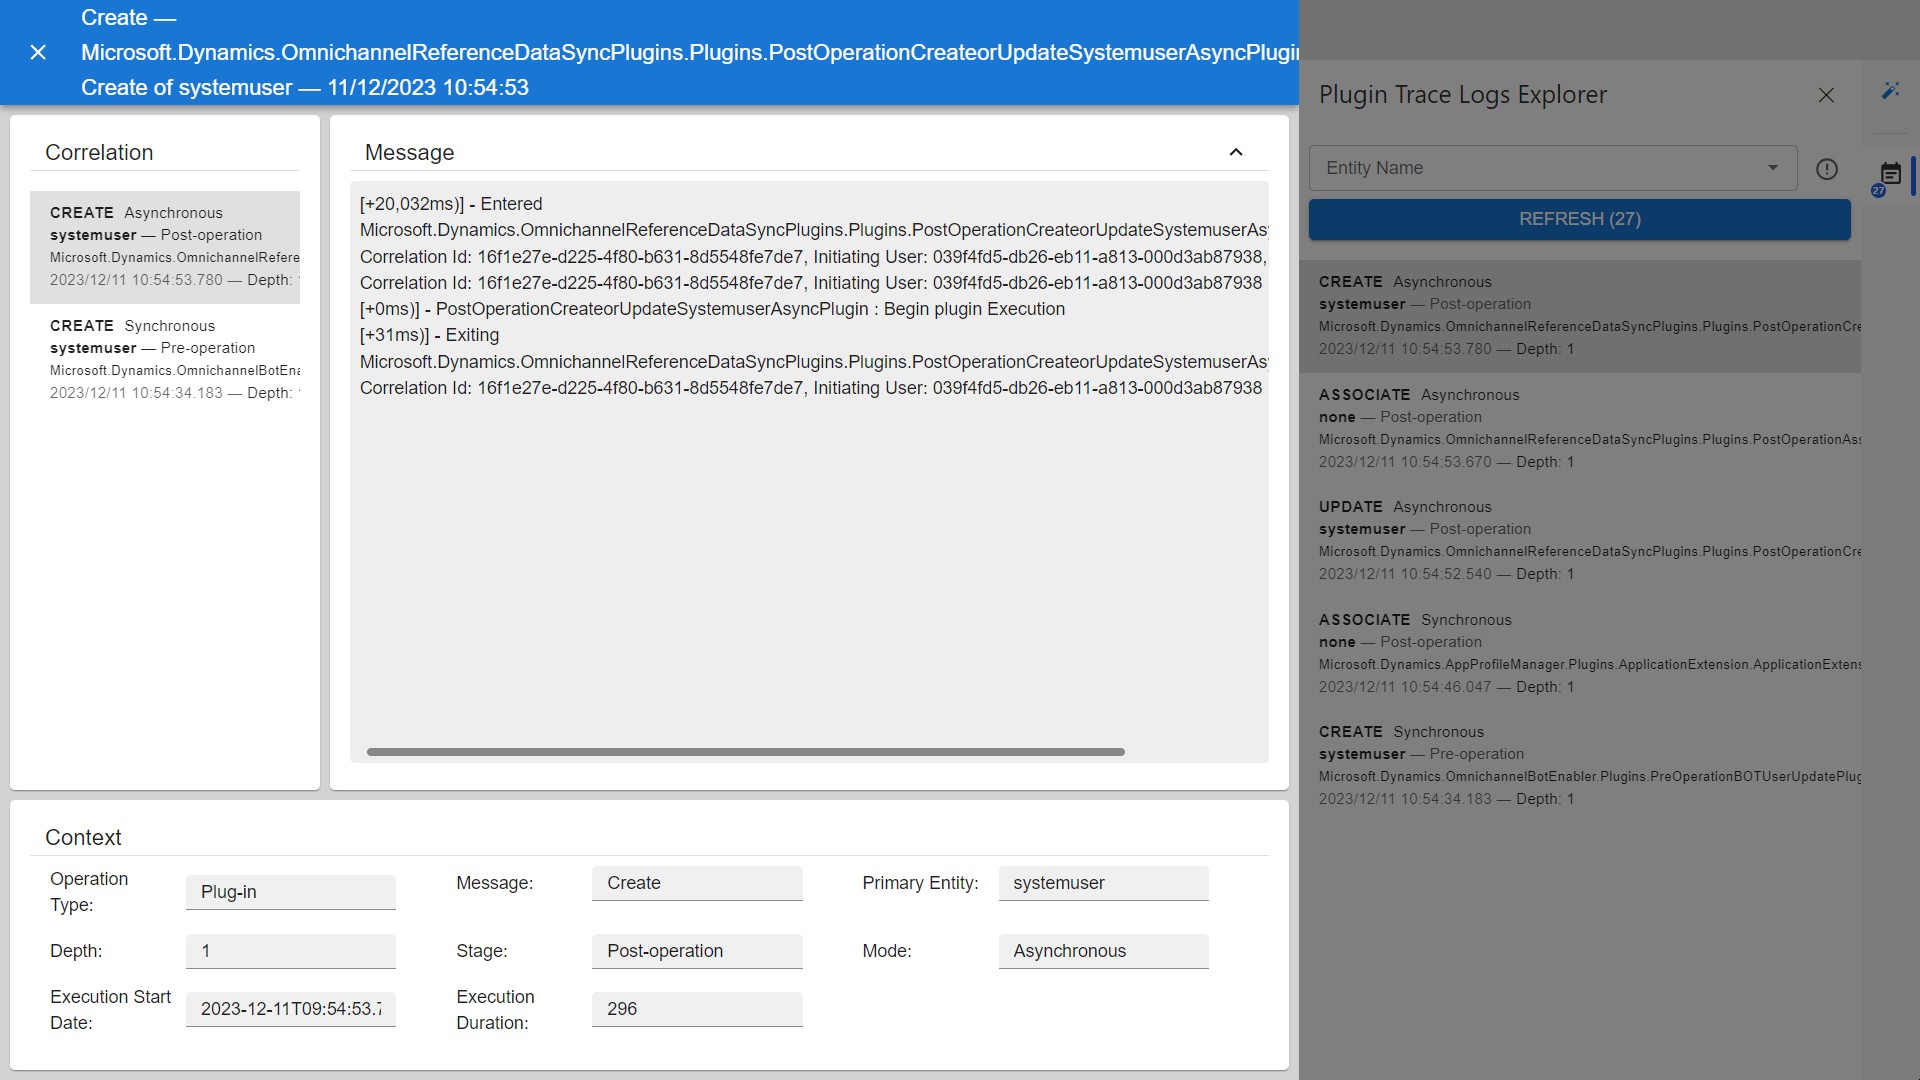 Create —
Microsoft.Dynamics.OmnichannelReferenceDataSyncPlugins.Plugins.PostOperationCreateorUpdateSystemuserAsyncPlugin
Create of systemuser — 11/12/2023 10:54:53
Correlation
CREATE Asynchronous
systemuser — Post-operation
Microsoft.Dynamics.OmnichannelRefere
2023/12/11 10:54:53.780 — Depth:
CREATE Synchronous
systemuser — Pre-operation
Microsoft.Dynamics.OmnichannelBotEna
2023/12/11 10:54:34.183 — Depth:
Message
[+20,032ms)] - Entered
Microsoft.Dynamics.OmnichannelReferenceDataSyncPlugins.Plugins.PostOperationCreateorUpdateSystemuserAsy
Correlation Id: 16f1e27e-d225-4f80-b631-8d5548fe7de7, Initiating User: 039f4fd5-db26-eb11-a813-000d3ab87938,
Correlation Id: 16f1e27e-d225-4f80-b631-8d5548fe7de7, Initiating User: 039f4fd5-db26-eb11-a813-000d3ab87938
[+0ms)] - PostOperationCreateorUpdateSystemuserAsyncPlugin : Begin plugin Execution
[+31ms)] - Exiting
Microsoft.Dynamics.OmnichannelReferenceDataSyncPlugins.Plugins.PostOperationCreateorUpdateSystemuserAsy
Correlation Id: 16f1e27e-d225-4f80-b631-8d5548fe7de7, Initiating User: 039f4fd5-db26-eb11-a813-000d3ab87938
Context
Operation Type: Plug-in
Message: Create
Primary Entity: systemuser
Depth: 1
Stage: Post-operation
Mode: Asynchronous
Execution Start Date: 2023-12-11T09:54:53.7
Execution Duration: 296
Plugin Trace Logs Explorer
Entity Name
REFRESH (27)
27
CREATE Asynchronous
systemuser — Post-operation
Microsoft.Dynamics.OmnichannelReferenceDataSyncPlugins.Plugins.PostOperationCre
2023/12/11 10:54:53.780 — Depth: 1
ASSOCIATE Asynchronous
none — Post-operation
Microsoft.Dynamics.OmnichannelReferenceDataSyncPlugins.Plugins.PostOperationAss
2023/12/11 10:54:53.670 — Depth: 1
UPDATE Asynchronous
systemuser — Post-operation
Microsoft.Dynamics.OmnichannelReferenceDataSyncPlugins.Plugins.PostOperationCre
2023/12/11 10:54:52.540 — Depth: 1
ASSOCIATE Synchronous
none — Post-operation
Microsoft.Dynamics.AppProfileManager.Plugins.ApplicationExtension.ApplicationExtens
2023/12/11 10:54:46.047 — Depth: 1
CREATE Synchronous
systemuser — Pre-operation
Microsoft.Dynamics.OmnichannelBotEnabler.Plugins.PreOperationBOTUserUpdatePlug
2023/12/11 10:54:34.183 — Depth: 1